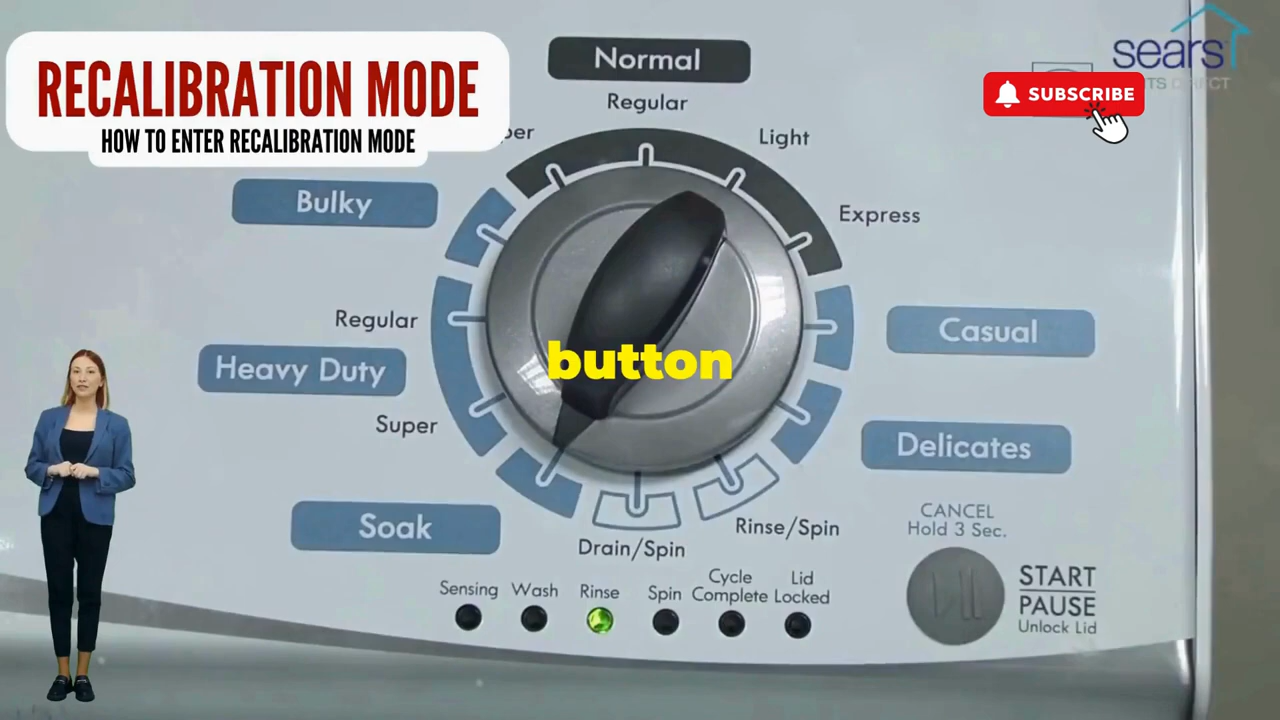 RECALIBRATION MODE
HOW TO ENTER RECALIBRATION MODE
sears
SUBSCRIBE
Normal
Regular
Light
Bulky
Express
Regular
Casual
Heavy Duty
button
Super
Delicates
Soak
Rinse/Spin
Drain/Spin
CANCEL
Hold 3 Sec.
Sensing
Wash
Rinse
Spin
Cycle
Complete
Lid
Locked
START
PAUSE
Unlock Lid